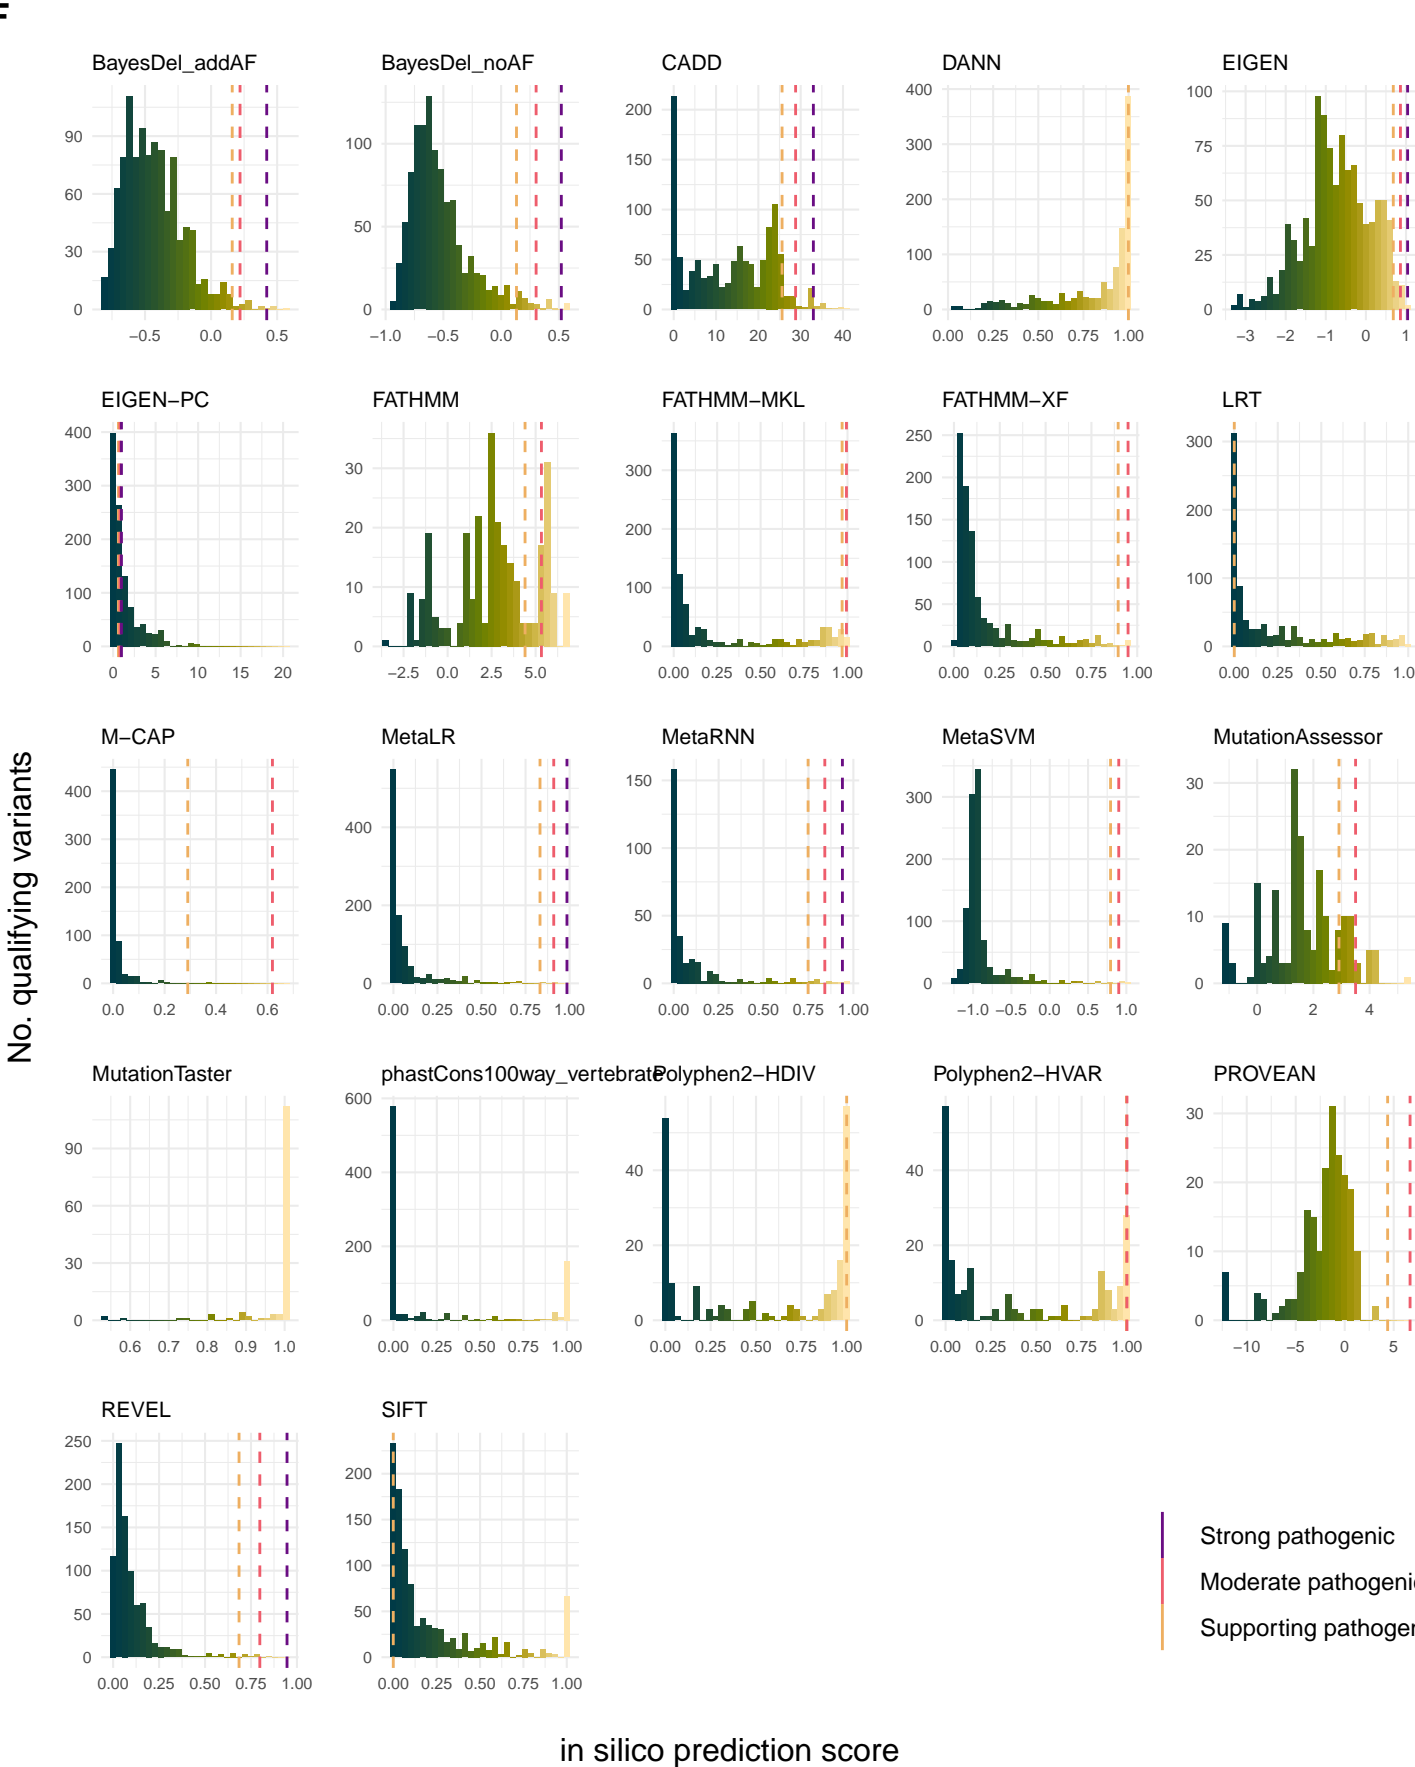 BayesDel_addAF BayesDel_noAF CADD DANN EIGEN
90 60 30 0
−0.5 0.0 0.5
100 50 0
−1.0 −0.5 0.0 0.5
200 150 100 50 0
0 10 20 30 40
400 300 200 100 0
0.00 0.25 0.50 0.75 1.00
100 75 50 25 0
−3 −2 −1 0 1
EIGEN−PC FATHMM FATHMM−MKL FATHMM−XF LRT
400 300 200 100 0
0 5 10 15 20
30 20 10 0
−2.5 0.0 2.5 5.0
300 200 100 0
0.00 0.25 0.50 0.75 1.00
250 200 150 100 50 0
0.00 0.25 0.50 0.75 1.00
300 200 100 0
0.00 0.25 0.50 0.75 1.0
No. qualifying variants
M−CAP MetaLR MetaRNN MetaSVM MutationAssessor
400 300 200 100 0
0.0 0.2 0.4 0.6
400 200 0
0.00 0.25 0.50 0.75 1.00
150 100 50 0
0.00 0.25 0.50 0.75 1.00
300 200 100 0
−1.0 −0.5 0.0 0.5 1.0
30 20 10 0
0 2 4
MutationTaster phastCons100way_vertebrate Polyphen2−HDIV Polyphen2−HVAR PROVEAN
90 60 30 0
0.6 0.7 0.8 0.9 1.0
600 400 200 0
0.00 0.25 0.50 0.75 1.00
40 20 0
0.00 0.25 0.50 0.75 1.00
40 20 0
0.00 0.25 0.50 0.75 1.00
30 20 10 0
−10 −5 0 5
REVEL SIFT
250 200 150 100 50 0
0.00 0.25 0.50 0.75 1.00
200 150 100 50 0
0.00 0.25 0.50 0.75 1.00
Strong pathogenic
Moderate pathogenic
Supporting pathoger
in silico prediction score